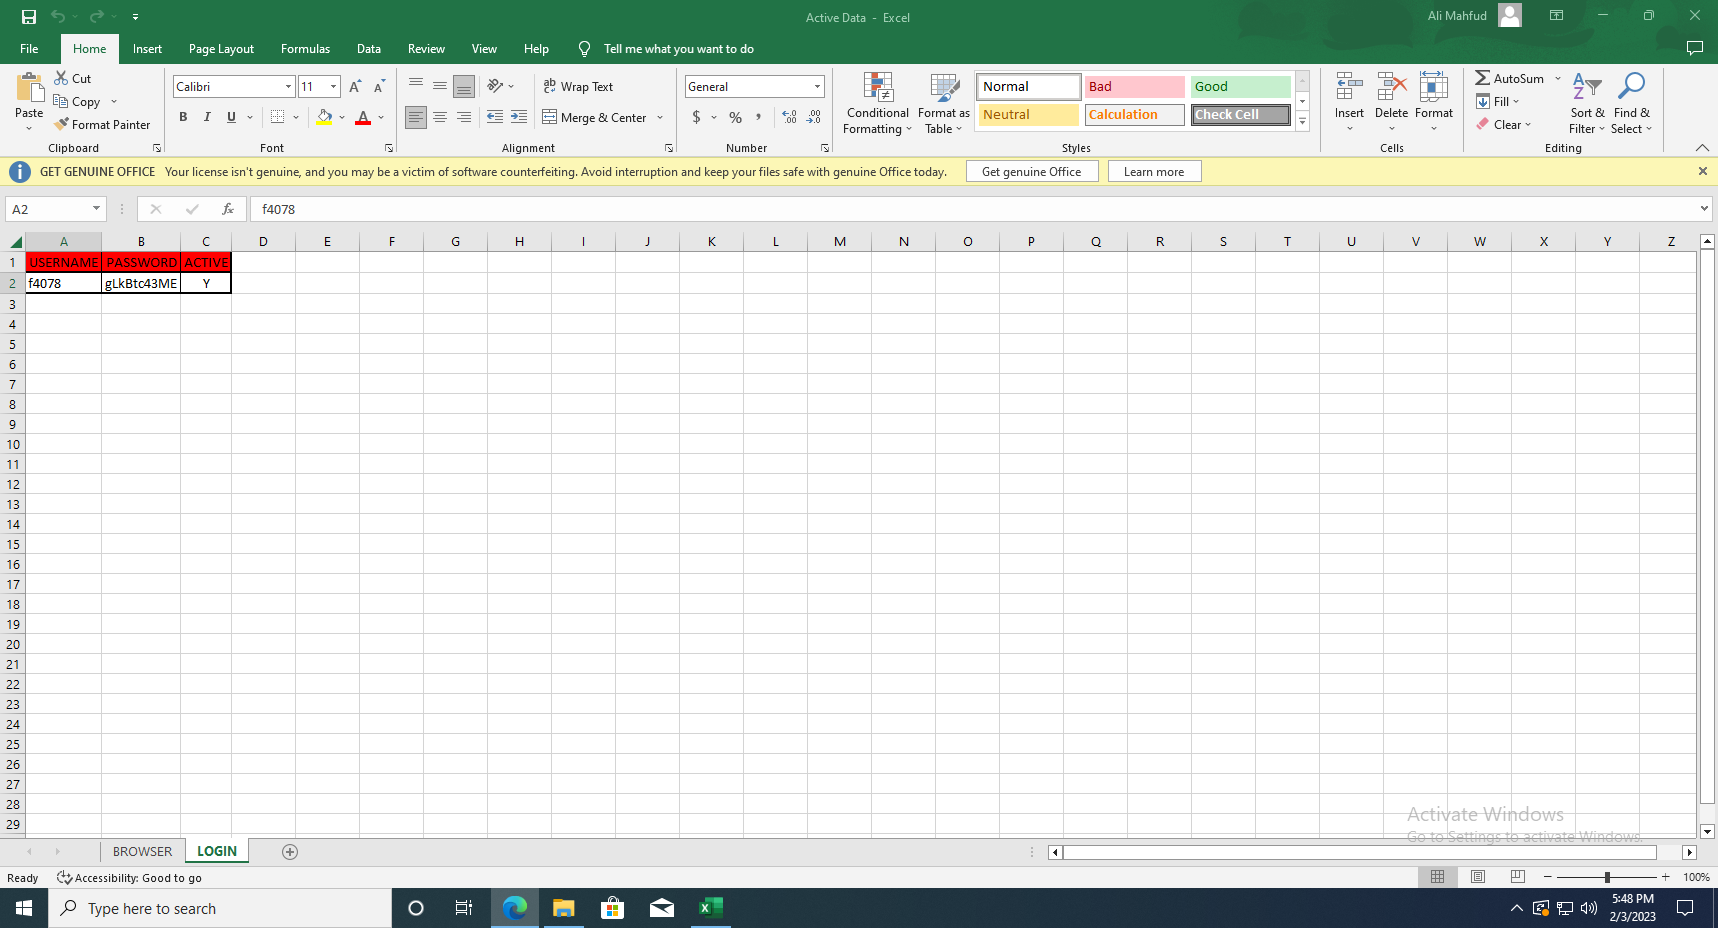 Active Data - Excel
Ali Mahfud
File Home Insert Page Layout Formulas Data Review View Help Tell me what you want to do
Paste
Cut
Copy
Format Painter
Clipboard
Calibri 11
B I U
Font
Wrap Text
Merge & Center
Alignment
General
$ % ,
Number
Conditional Formatting
Format as Table
Normal Bad Good
Neutral Calculation Check Cell
Styles
Insert Delete Format
Cells
AutoSum
Fill
Clear
Sort & Filter
Find & Select
Editing
GET GENUINE OFFICE Your license isn't genuine, and you may be a victim of software counterfeiting. Avoid interruption and keep your files safe with genuine Office today. Get genuine Office Learn more
A2 fx f4078
A B C D E F G H I J K L M N O P Q R S T U V W X Y Z
1 USERNAME PASSWORD ACTIVE
2 f4078 gLkBtc43ME Y
3
4
5
6
7
8
9
10
11
12
13
14
15
16
17
18
19
20
21
22
23
24
25
26
27
28
29
Activate Windows
Go to Settings to activate Windows.
BROWSER LOGIN
Ready Accessibility: Good to go 100%
Type here to search
5:48 PM
2/3/2023